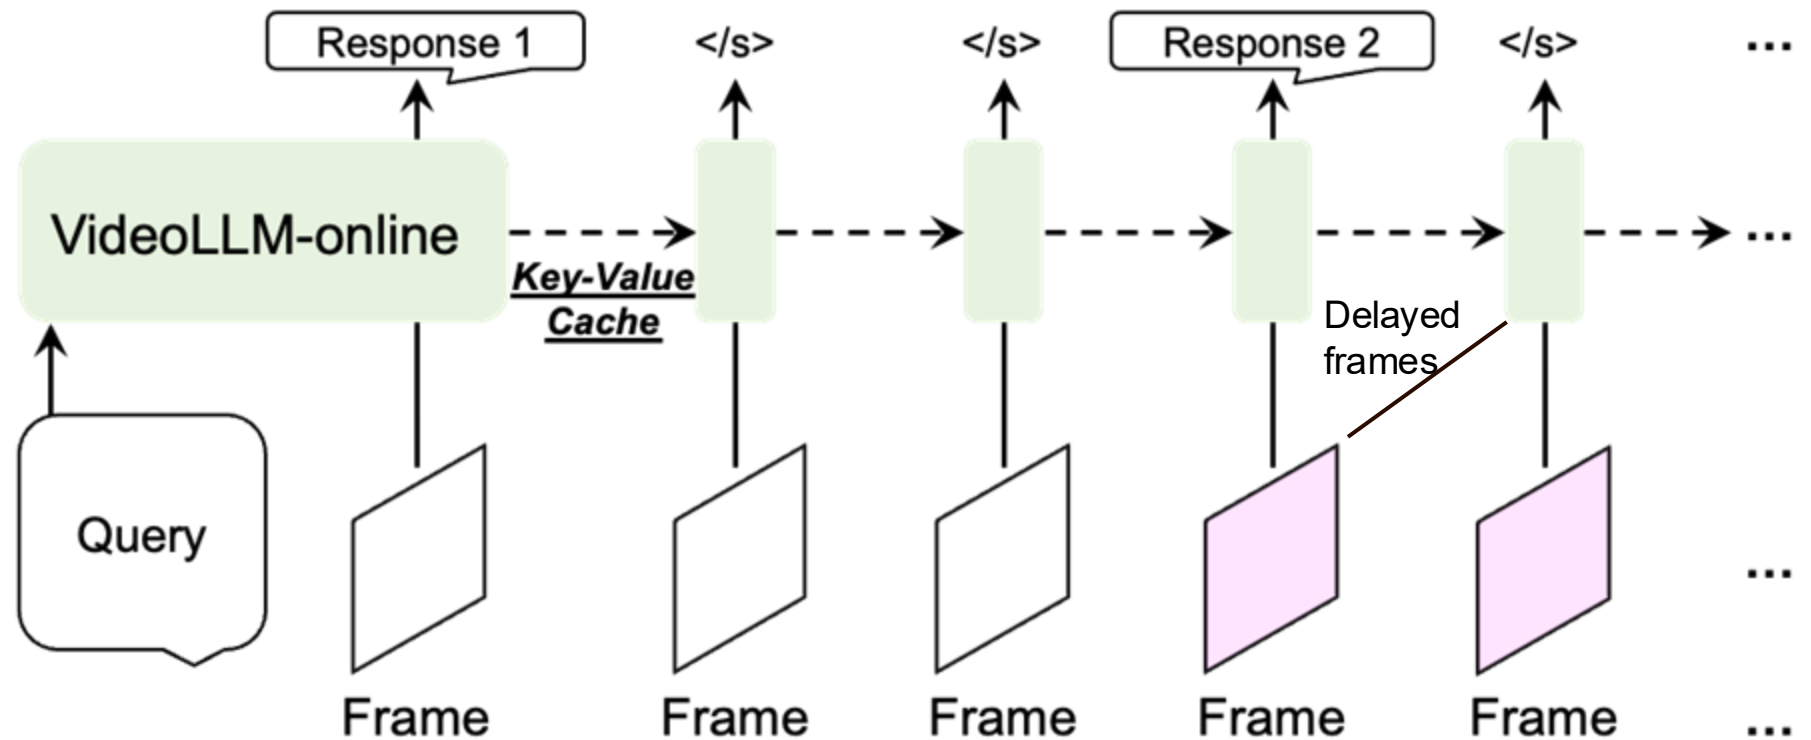 Response 1
</s>
</s>
Response 2
</s>
...
VideoLLM-online
...
Key-Value
Cache
Delayed
frames
Query
...
Frame
Frame
Frame
Frame
Frame
...